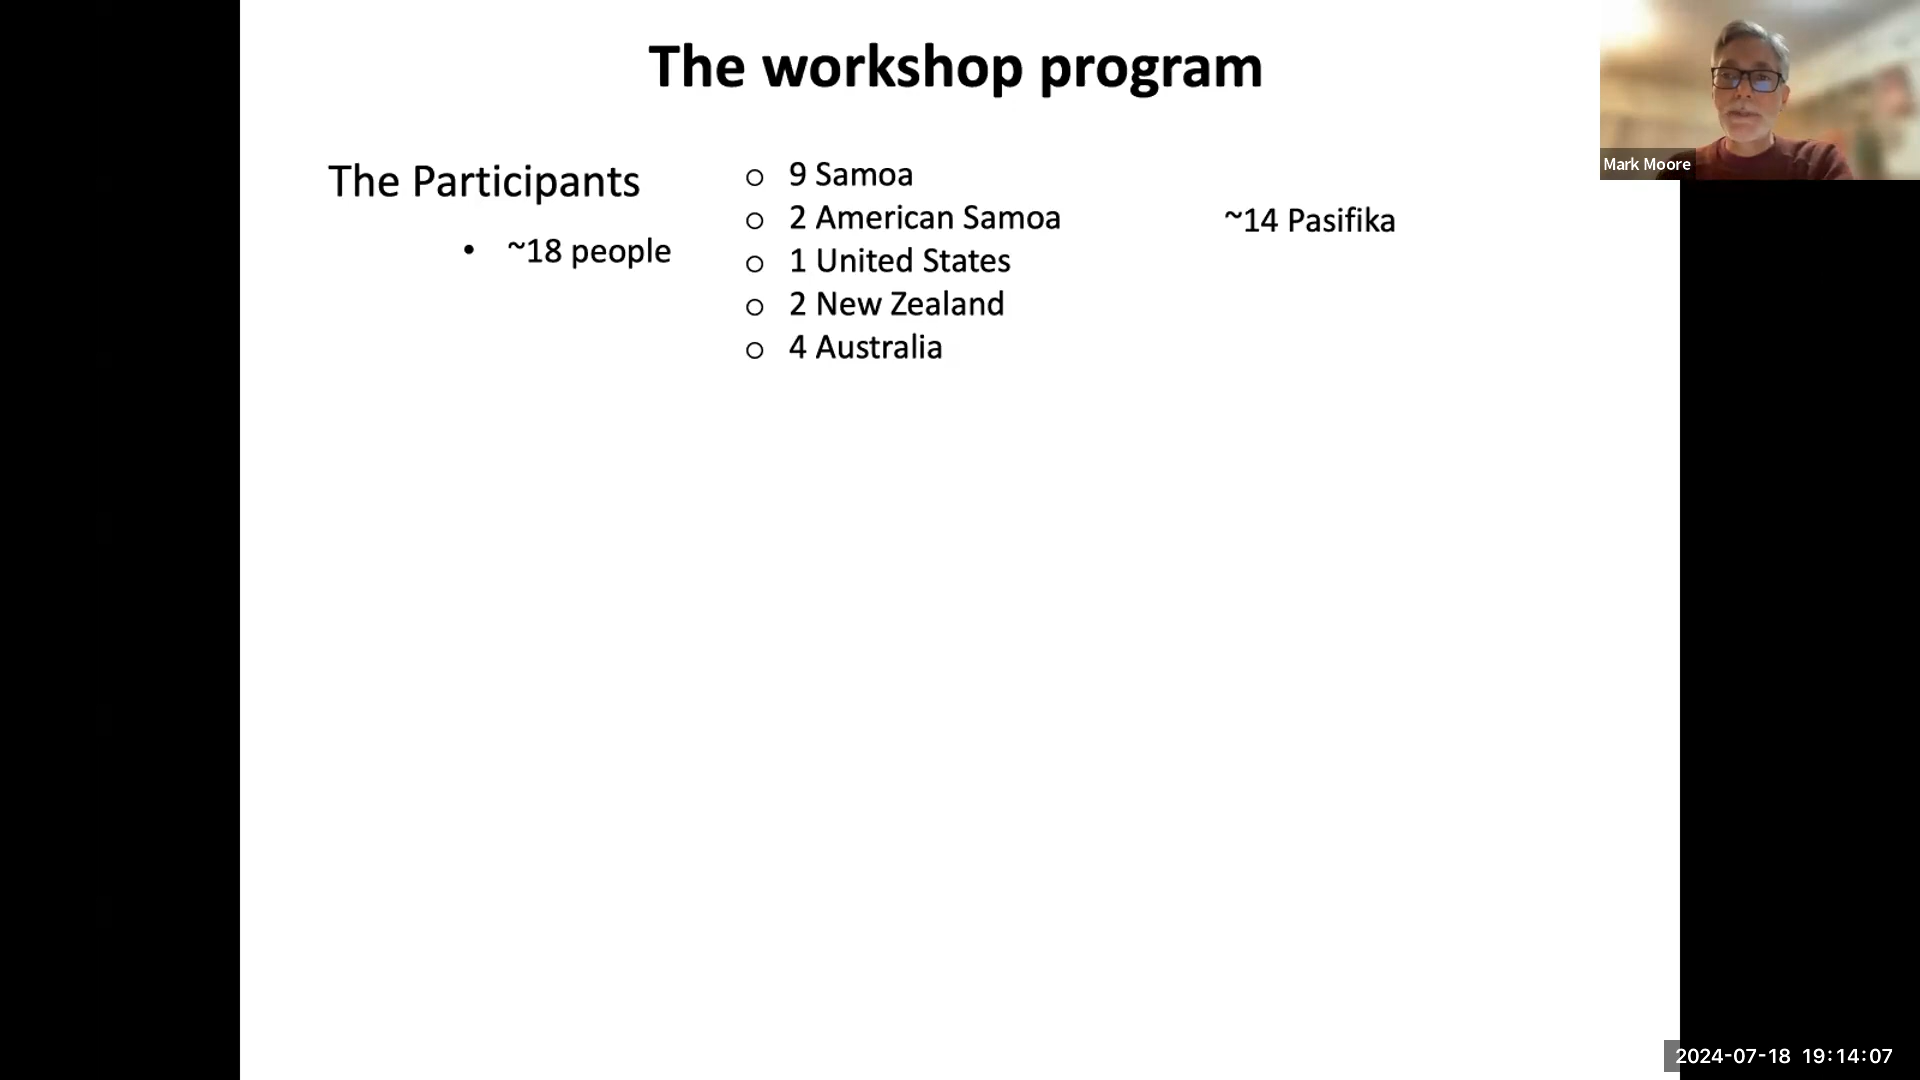 The workshop program
The Participants
• ~18 people
o 9 Samoa
o 2 American Samoa
o 1 United States
o 2 New Zealand
o 4 Australia
~14 Pasifika
Mark Moore
2024-07-18 19:14:07